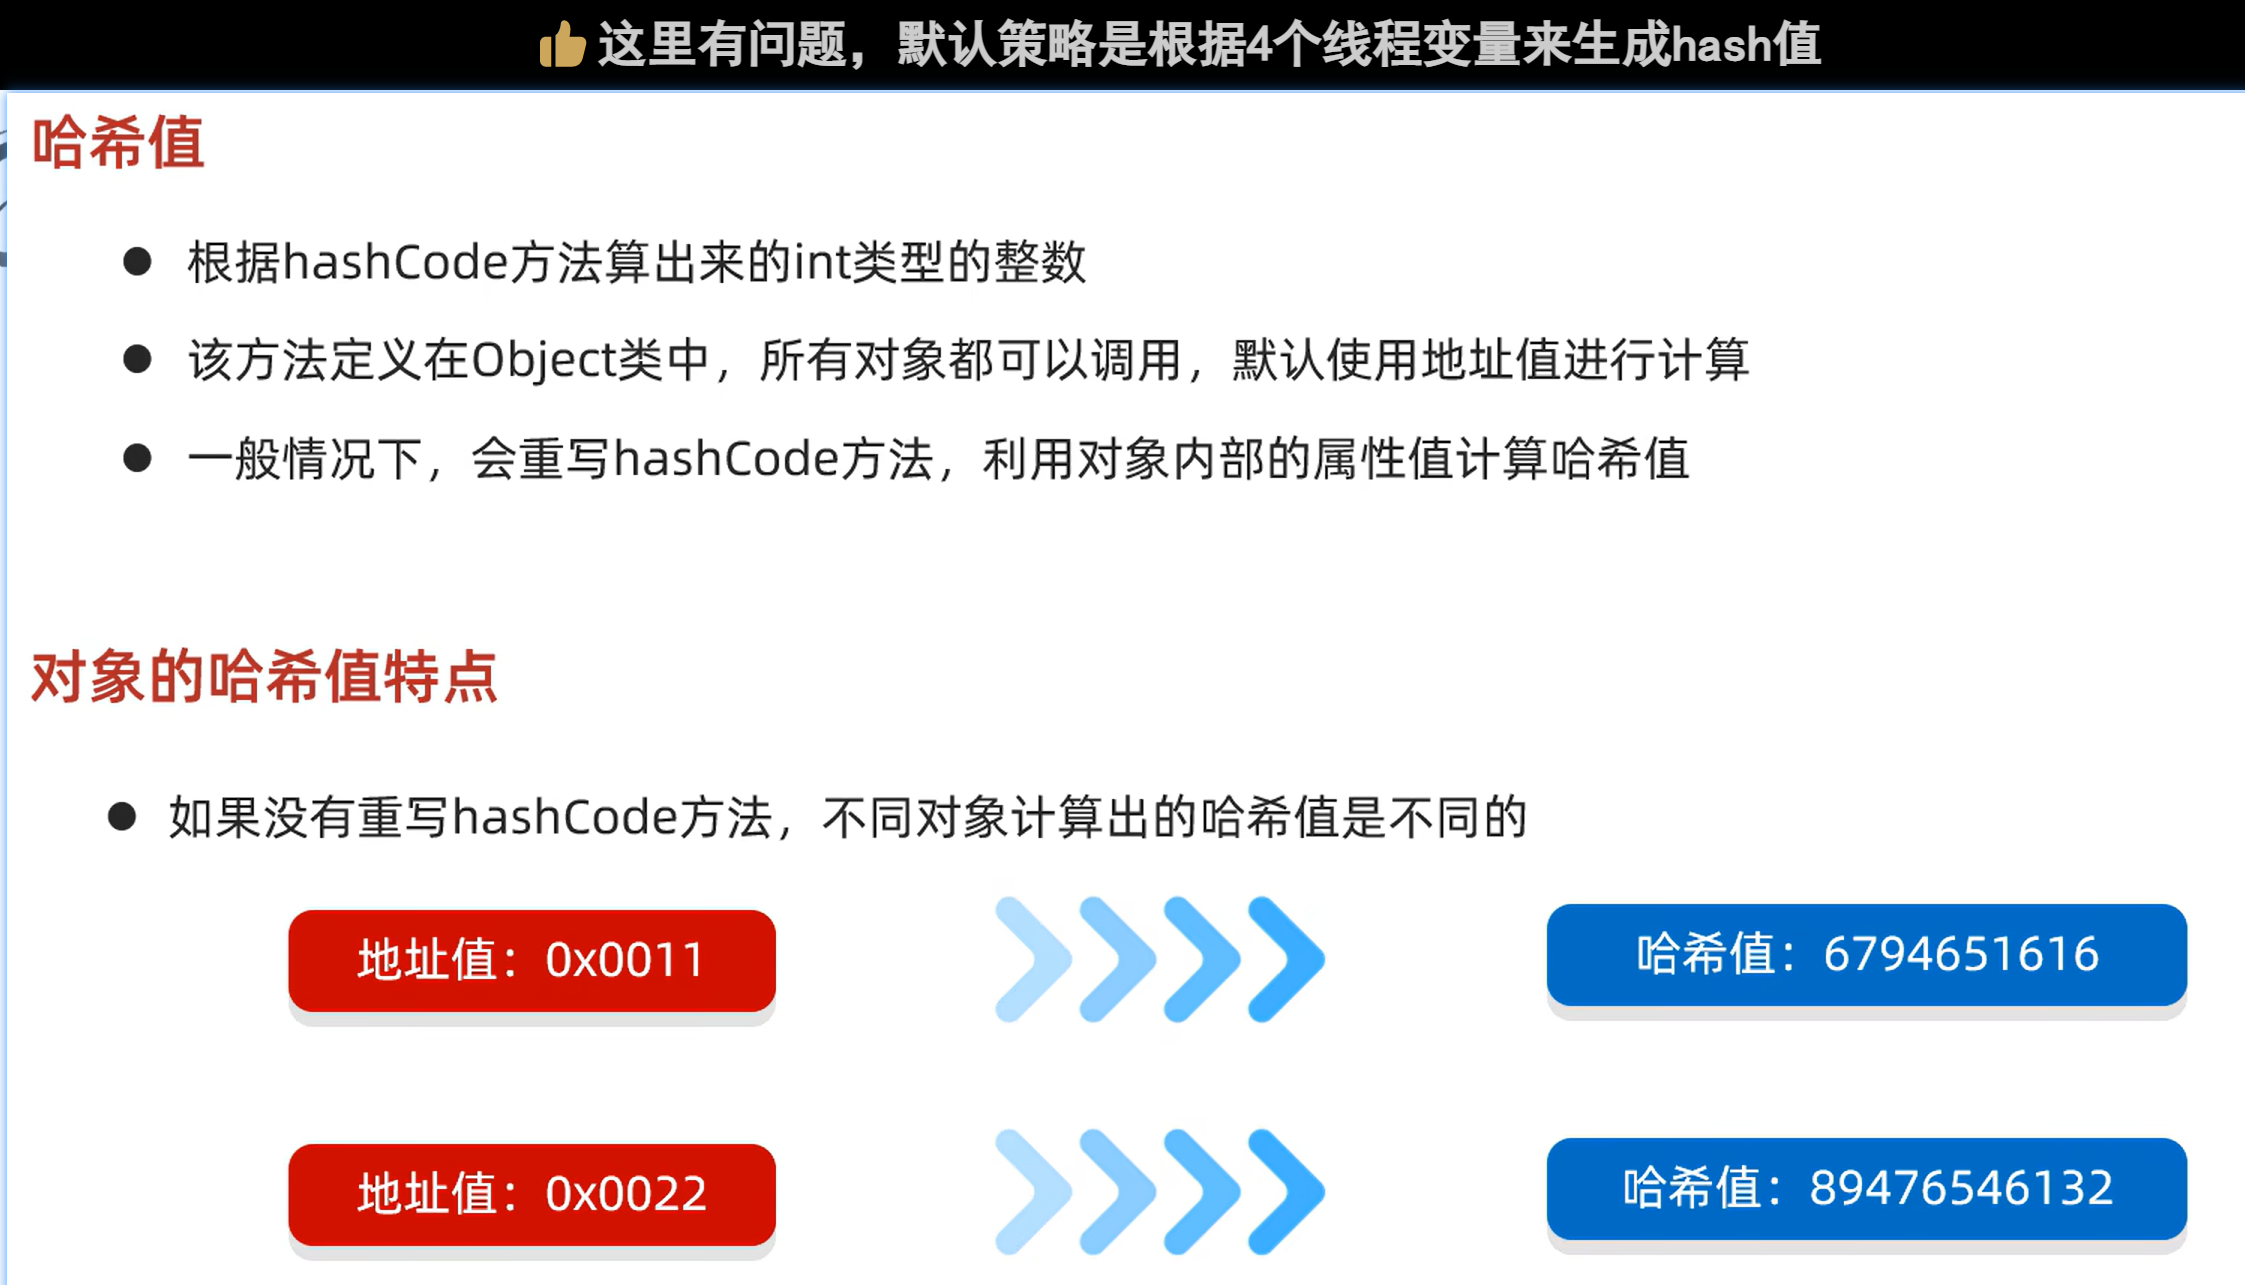 这里有问题，默认策略是根据4个线程变量来生成hash值
哈希值
根据hashCode方法算出来的int类型的整数
该方法定义在Object类中，所有对象都可以调用，默认使用地址值进行计算
一般情况下，会重写hashCode方法，利用对象内部的属性值计算哈希值
对象的哈希值特点
如果没有重写hashCode方法，不同对象计算出的哈希值是不同的
地址值：0x0011
哈希值：6794651616
地址值：0x0022
哈希值：89476546132